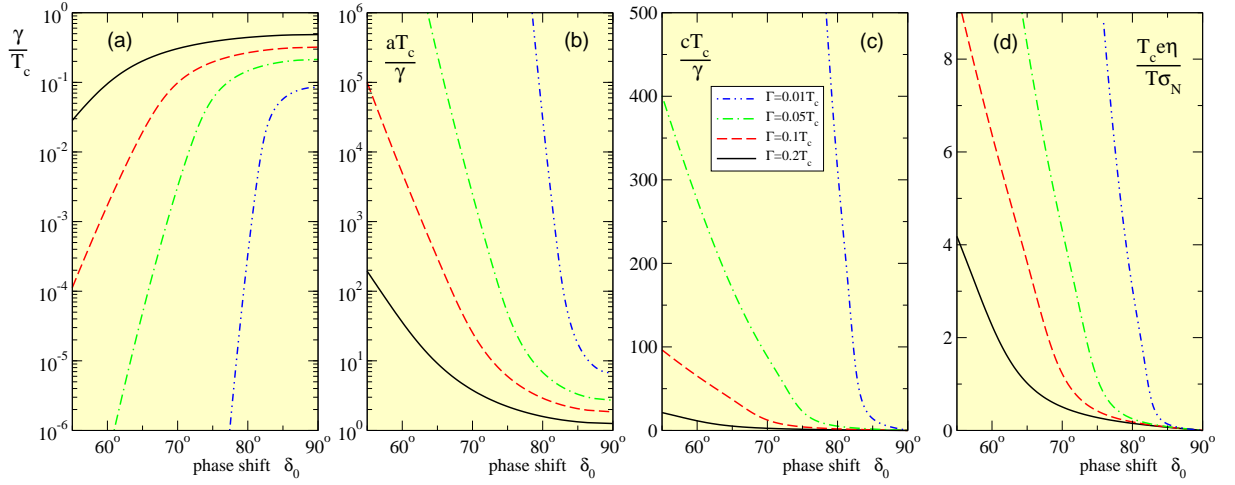 γ
T_c
(a)
10^0
10^-1
10^-2
10^-3
10^-4
10^-5
10^-6
60° 70° 80° 90°
phase shift δ_0
aT_c
γ
(b)
10^6
10^5
10^4
10^3
10^2
10^1
10^0
60° 70° 80° 90°
phase shift δ_0
cT_c
γ
(c)
500
400
300
200
100
0
Γ=0.01T_c
Γ=0.05T_c
Γ=0.1T_c
Γ=0.2T_c
60° 70° 80° 90°
phase shift δ_0
(d)
T_c eη
Tσ_N
8
6
4
2
0
60° 70° 80° 90°
phase shift δ_0